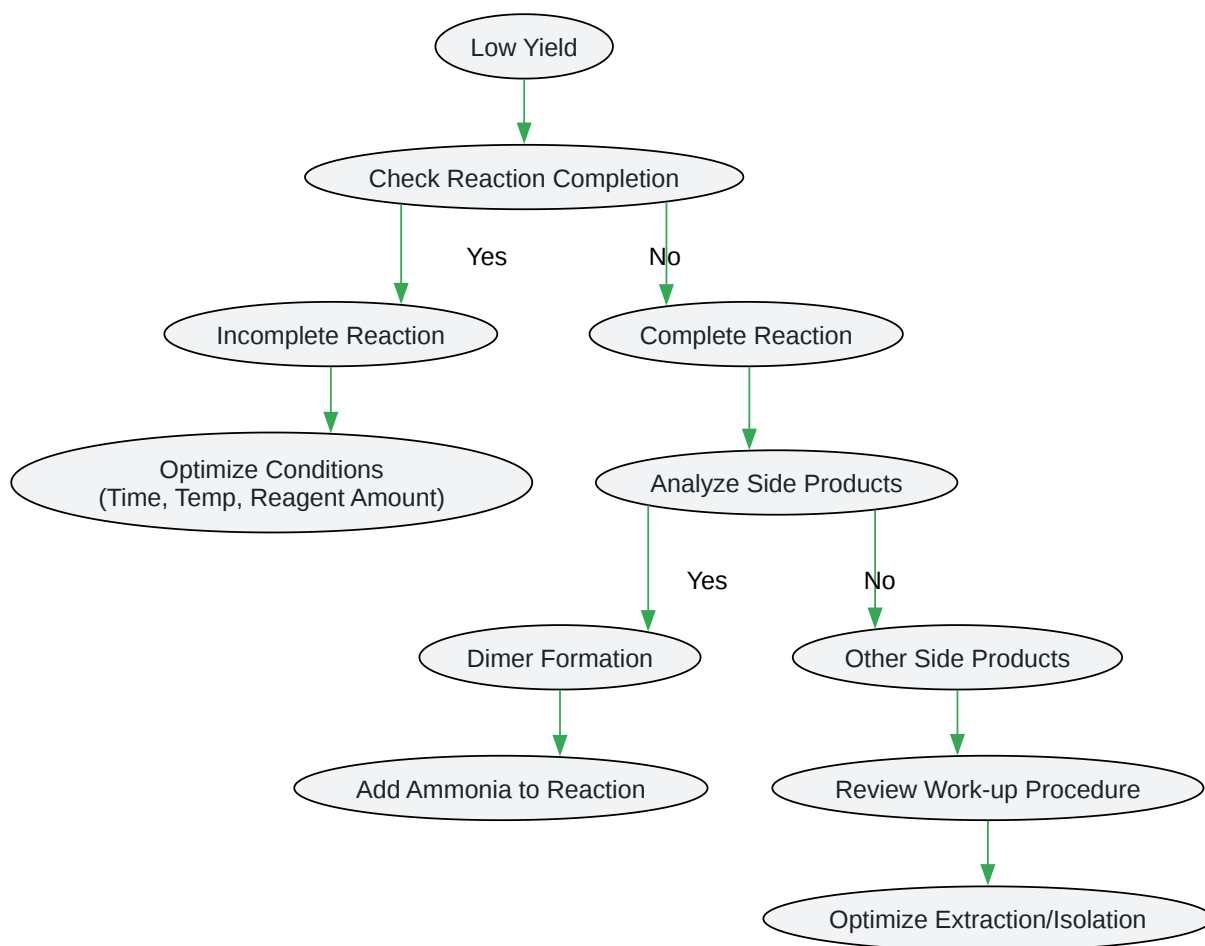 Low Yield
Check Reaction Completion
Yes
No
Incomplete Reaction
Complete Reaction
Optimize Conditions
(Time, Temp, Reagent Amount)
Analyze Side Products
Yes
No
Dimer Formation
Other Side Products
Add Ammonia to Reaction
Review Work-up Procedure
Optimize Extraction/Isolation